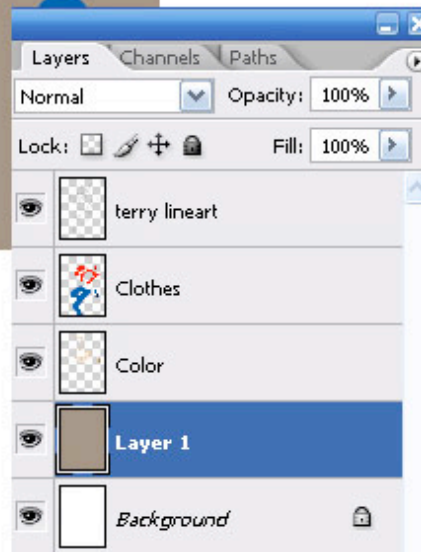 Layers Channels Paths
Normal Opacity: 100%
Lock: Fill: 100%
terry lineart
Clothes
Color
Layer 1
Background